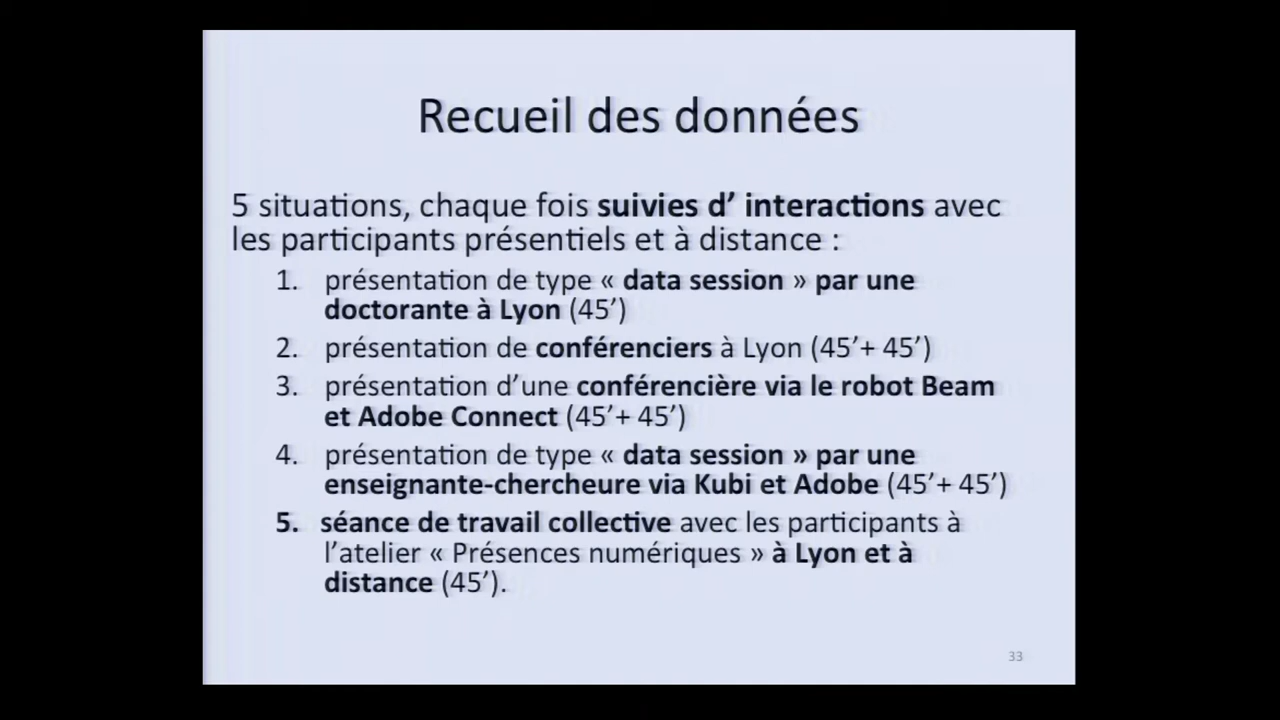 Recueil des données
5 situations, chaque fois suivies d’ interactions avec
les participants présentiels et à distance :
1. présentation de type « data session » par une
doctorante à Lyon (45’)
2. présentation de conférenciers à Lyon (45’+ 45’)
3. présentation d’une conférencière via le robot Beam
et Adobe Connect (45’+ 45’)
4. présentation de type « data session » par une
enseignante-chercheure via Kubi et Adobe (45’+ 45’)
5. séance de travail collective avec les participants à
l’atelier « Présences numériques » à Lyon et à
distance (45’).
33